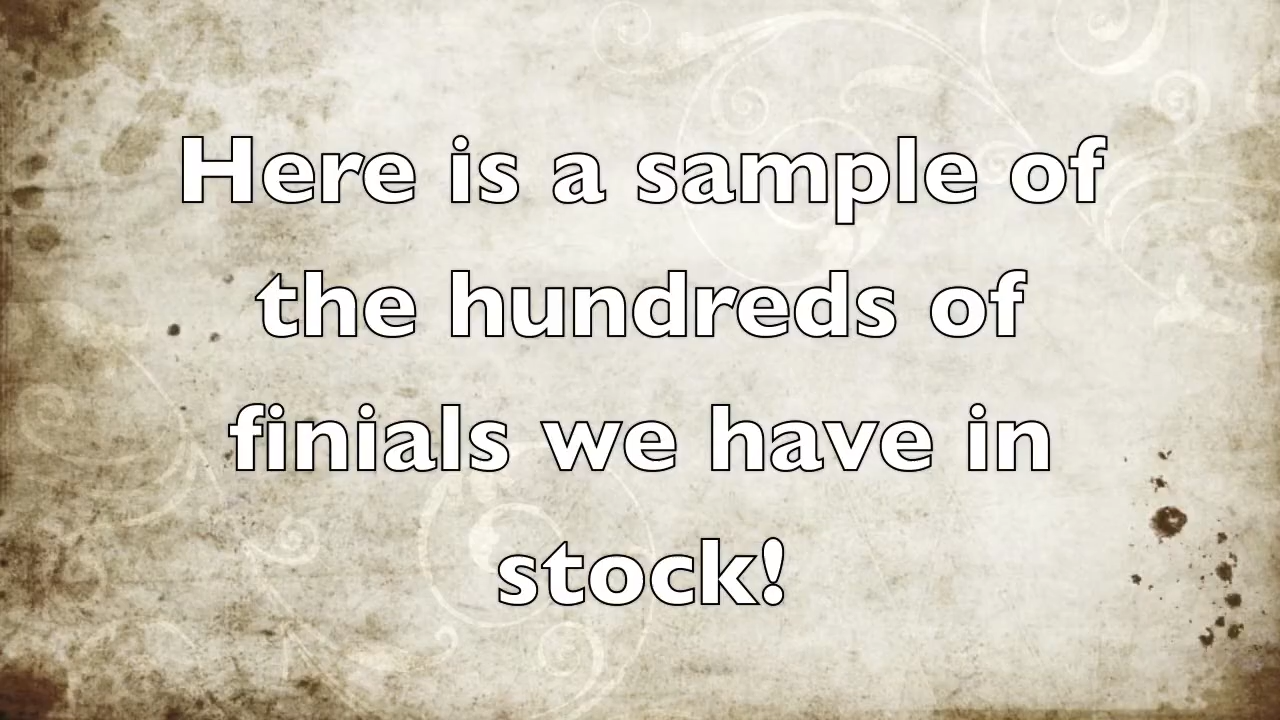 Here is a sample of
the hundreds of
finials we have in
stock!